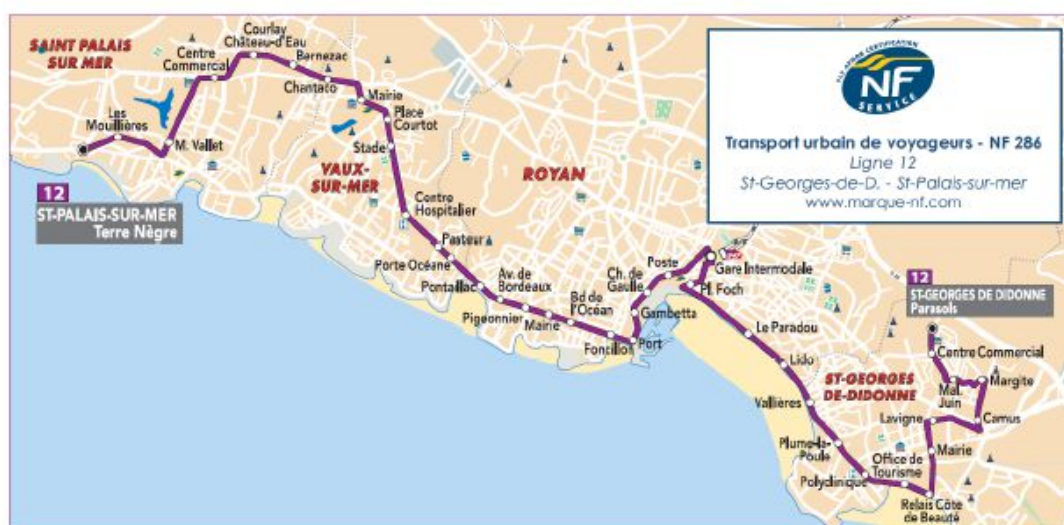 SAINT PALAIS
SUR MER
Les
Mouillières
M. Vallet
Centre
Commercial
Courlay
Château-d'Eau
Bernezac
Chantaco
Mairie
Place
Courtot
Stade
VAUX-
SUR-MER
Centre
Hospitalier
Pasteur
Porte Océane
Pontaillac
Pigeonnier
Av. de
Bordeaux
Mairie
Bd de
l'Océan
Foncillon
Port
Gambetta
Ch. de
Gaulle
Poste
Gare Intermodale
Pl. Foch
Le Paradou
Lido
Vallières
Plume-la-
Poule
Polyclinique
Office de
Tourisme
Relais Côte
de Beauté
Mairie
Lavigne
Camus
Margite
Mal.
Juin
Centre Commercial
ROYAN
ST-GEORGES
DE-DIDONNE
12
ST-PALAIS-SUR-MER
Terre Nègre
12
ST-GEORGES DE DIDONNE
Parasols
NF
SERVICE
Transport urbain de voyageurs - NF 286
Ligne 12
St-Georges-de-D. - St-Palais-sur-mer
www.marque-nf.com